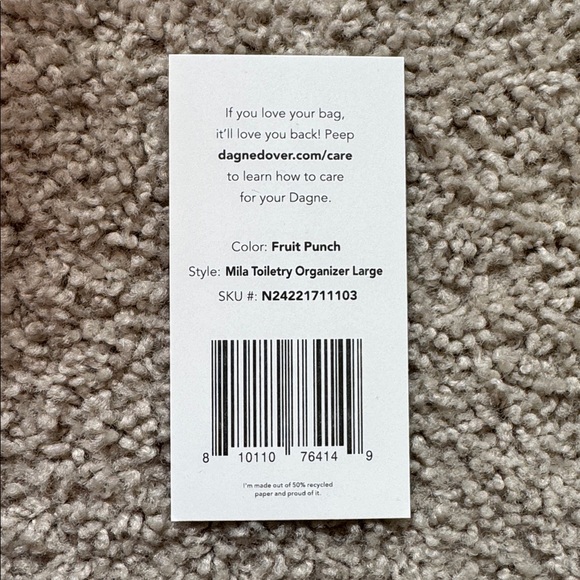 If you love your bag,
it'll love you back! Peep
dagnedover.com/care
to learn how to care
for your Dagne.
Color: Fruit Punch
Style: Mila Toiletry Organizer Large
SKU #: N24221711103
8 10110 76414 9
I'm made out of 50% recycled
paper and proud of it.